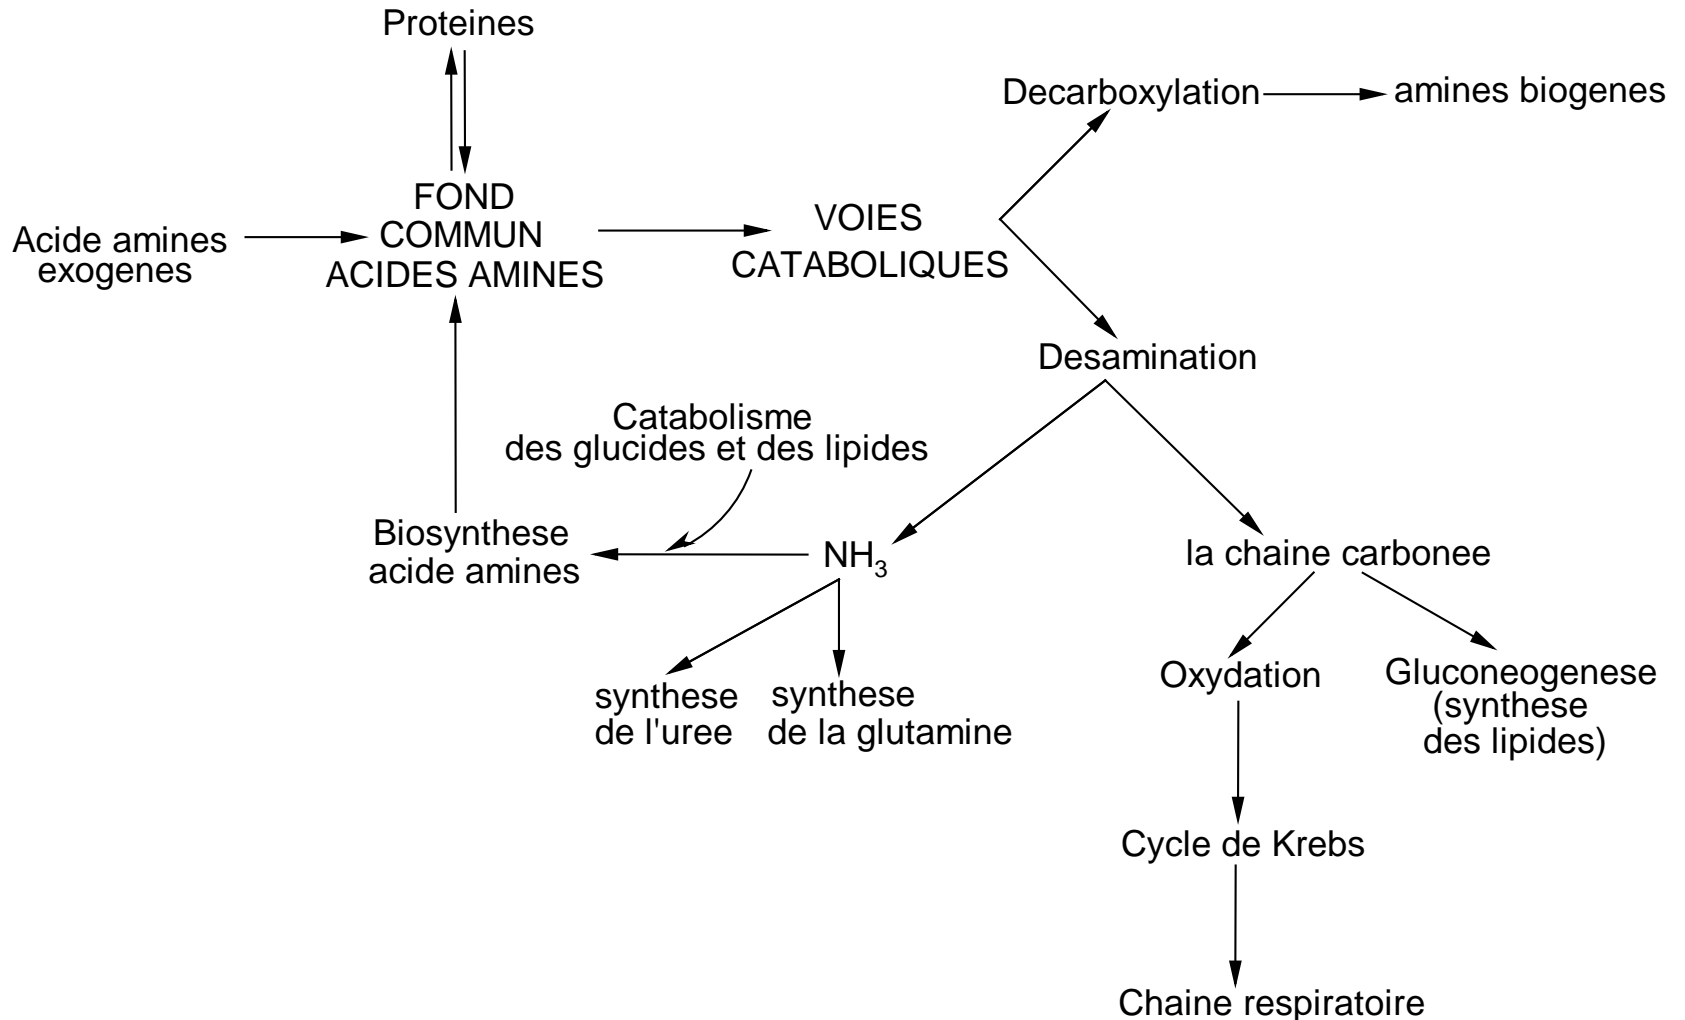 Proteines
Decarboxylation
amines biogenes
FOND
COMMUN
ACIDES AMINES
Acide amines
exogenes
VOIES
CATABOLIQUES
Desamination
Catabolisme
des glucides et des lipides
Biosynthese
acide amines
NH₃
la chaine carbonee
synthese
de l'uree
synthese
de la glutamine
Oxydation
Gluconeogenese
(synthese
des lipides)
Cycle de Krebs
Chaine respiratoire